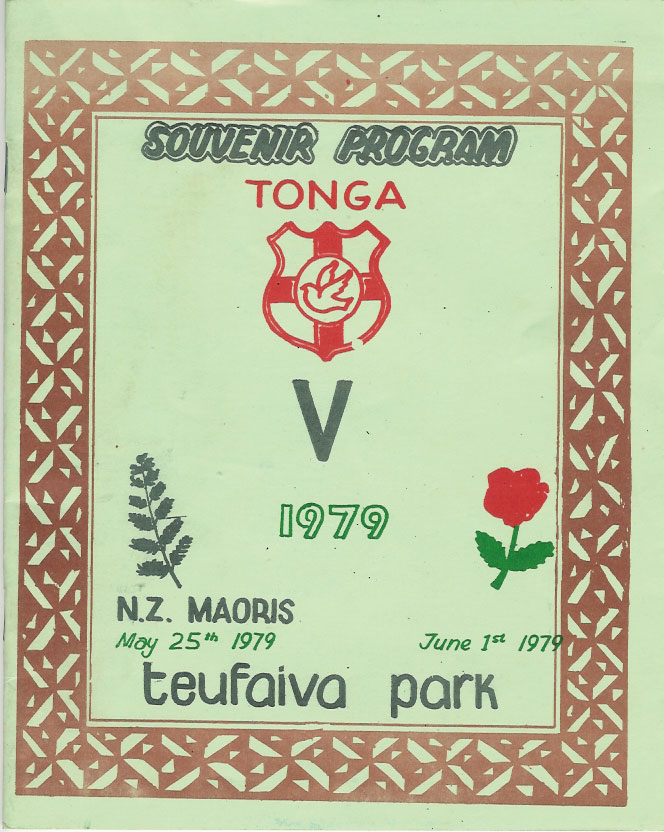 SOUVENIR PROGRAM
TONGA
V
1979
N.Z. MAORIS
May 25th 1979
June 1st 1979
teufaiva park